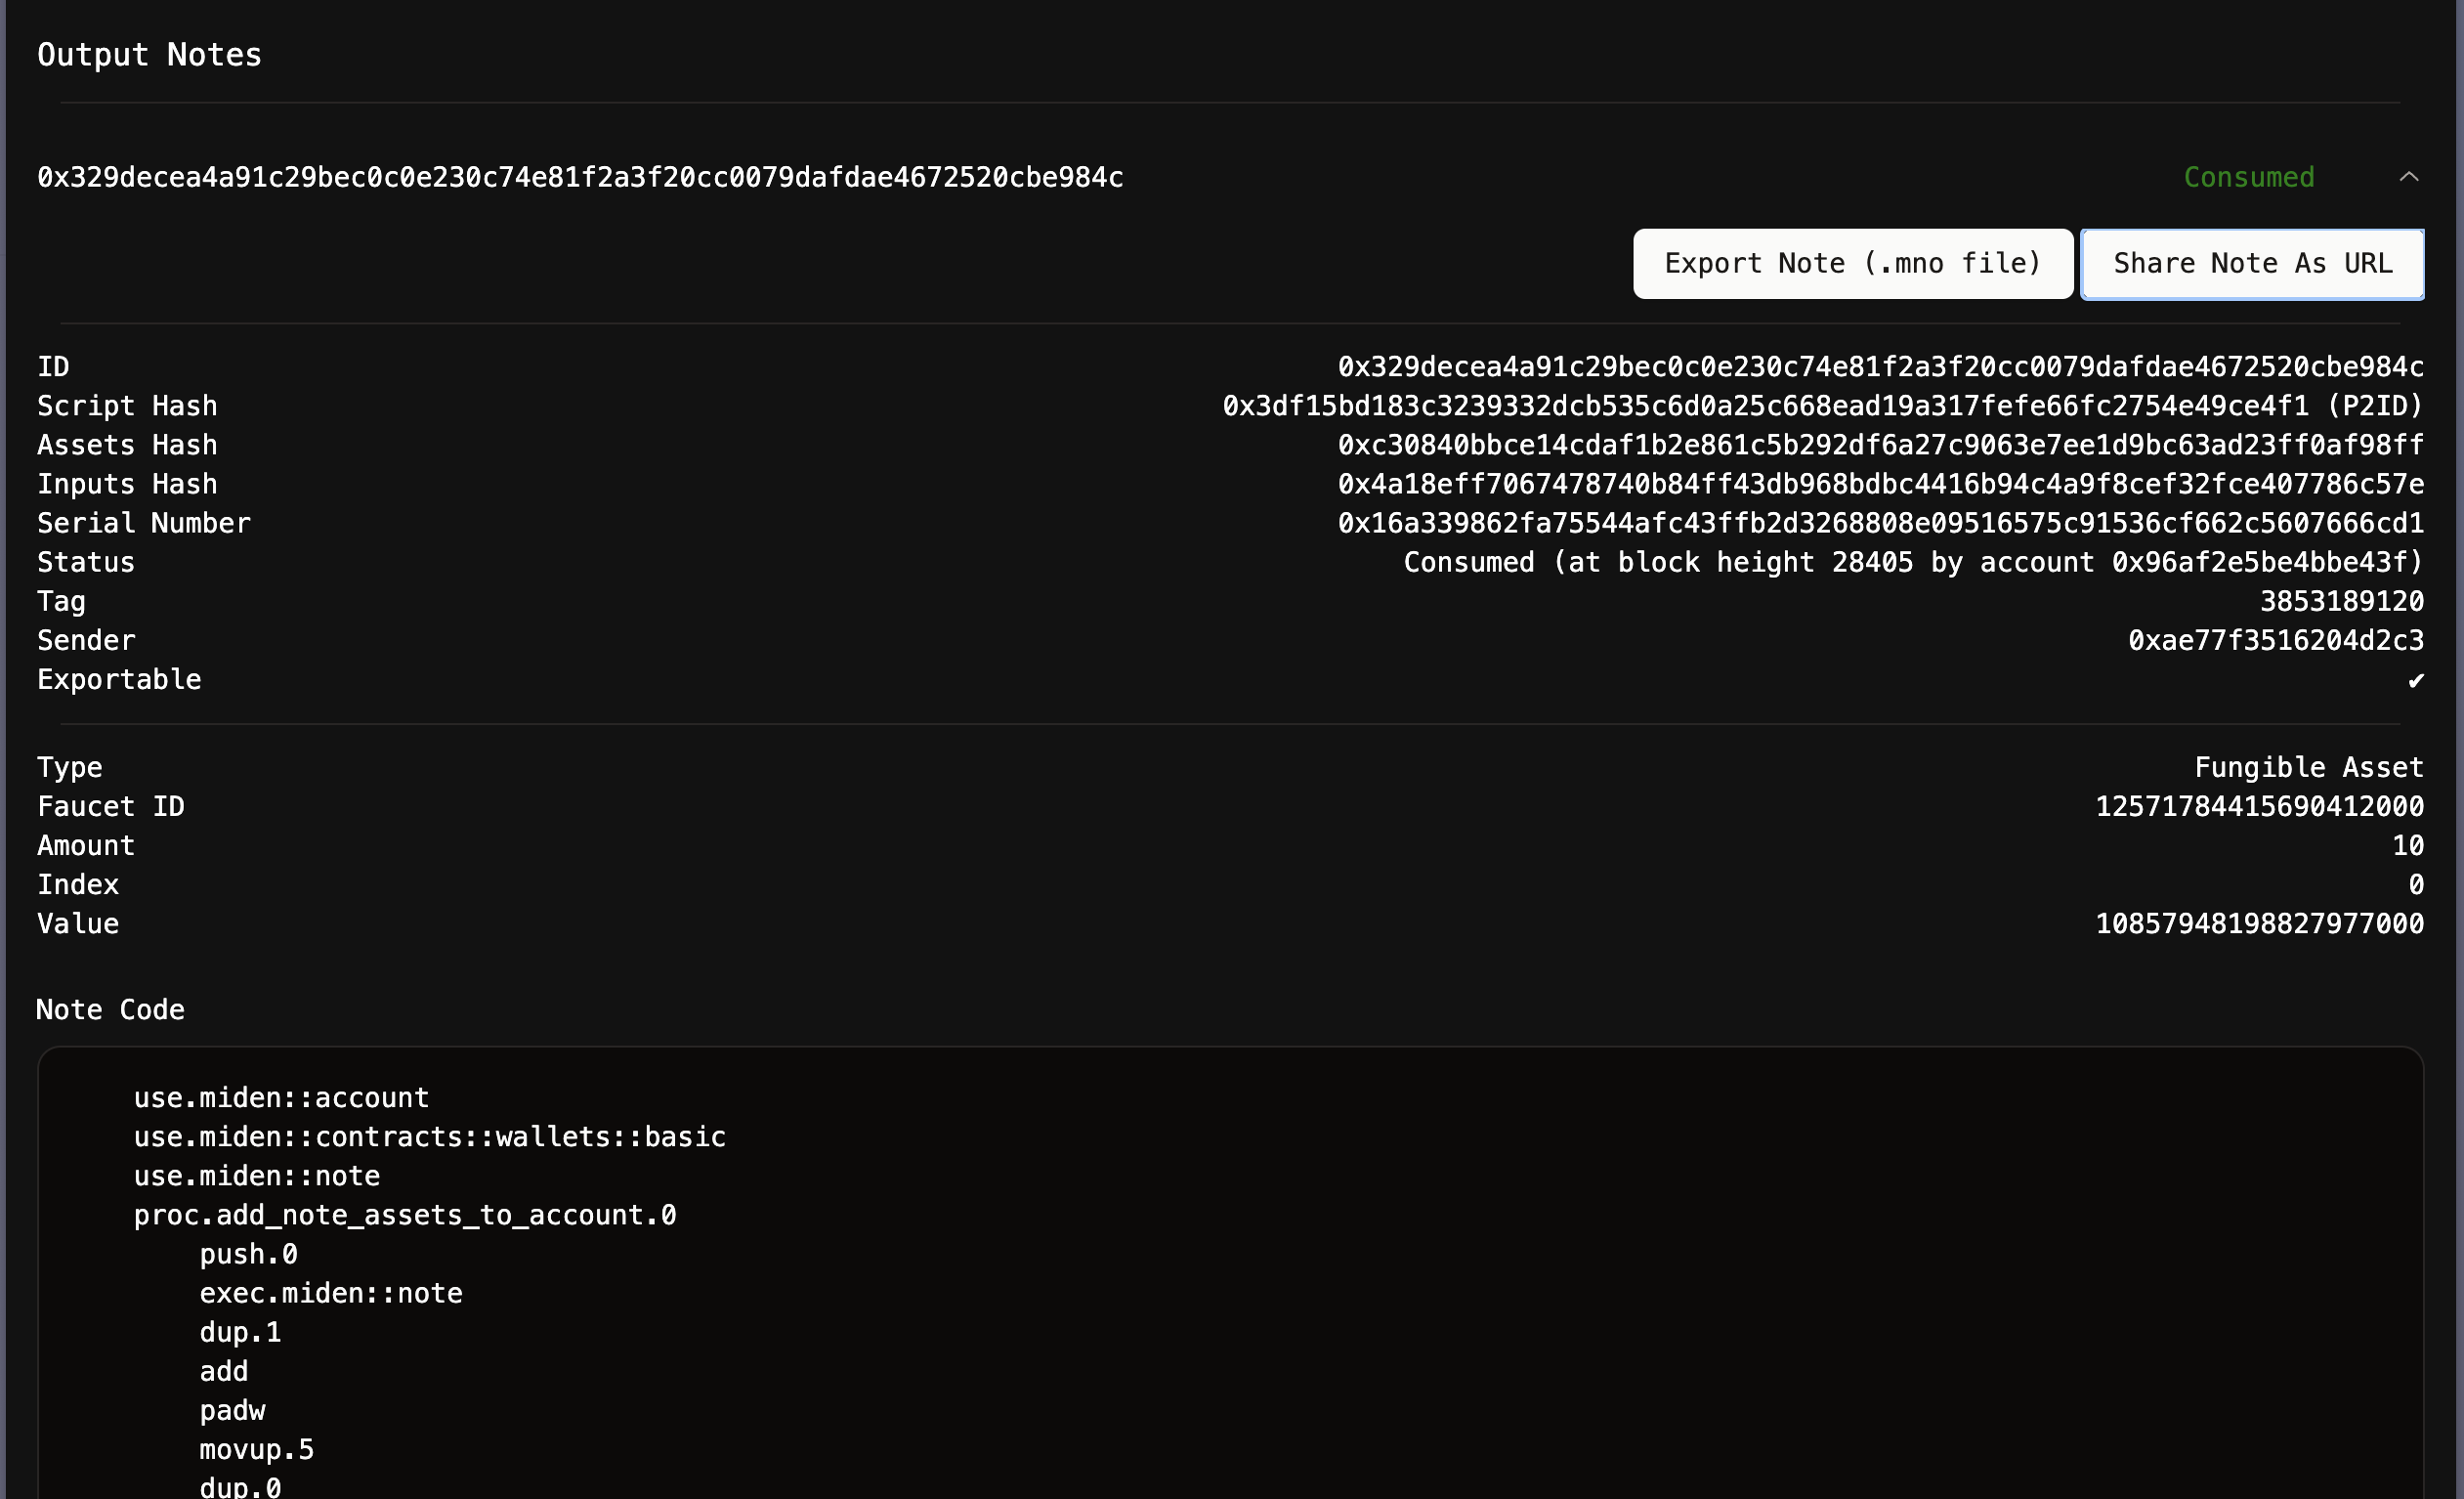 Output Notes
0x329decea4a91c29bec0c0e230c74e81f2a3f20cc0079dafdae4672520cbe984c
Consumed
Export Note (.mno file)
Share Note As URL
ID 0x329decea4a91c29bec0c0e230c74e81f2a3f20cc0079dafdae4672520cbe984c
Script Hash 0x3df15bd183c3239332dcb535c6d0a25c668ead19a317fefe66fc2754e49ce4f1 (P2ID)
Assets Hash 0xc30840bbce14cdaf1b2e861c5b292df6a27c9063e7ee1d9bc63ad23ff0af98ff
Inputs Hash 0x4a18eff7067478740b84ff43db968bdbc4416b94c4a9f8cef32fce407786c57e
Serial Number 0x16a339862fa75544afc43ffb2d3268808e09516575c91536cf662c5607666cd1
Status Consumed (at block height 28405 by account 0x96af2e5be4bbe43f)
Tag 3853189120
Sender 0xae77f3516204d2c3
Exportable ✔
Type Fungible Asset
Faucet ID 12571784415690412000
Amount 10
Index 0
Value 10857948198827977000
Note Code
use.miden::account
use.miden::contracts::wallets::basic
use.miden::note
proc.add_note_assets_to_account.0
push.0
exec.miden::note
dup.1
add
padw
movup.5
dup.0